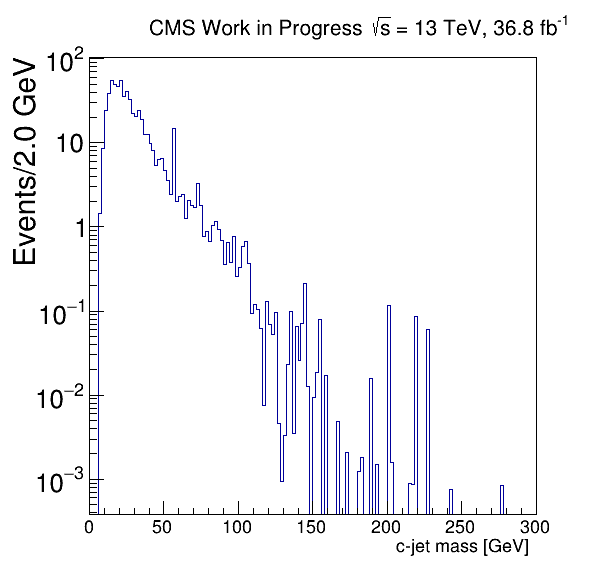 CMS Work in Progress √s = 13 TeV, 36.8 fb⁻¹
Events/2.0 GeV
10²
10
1
10⁻¹
10⁻²
10⁻³
0 50 100 150 200 250 300
c-jet mass [GeV]